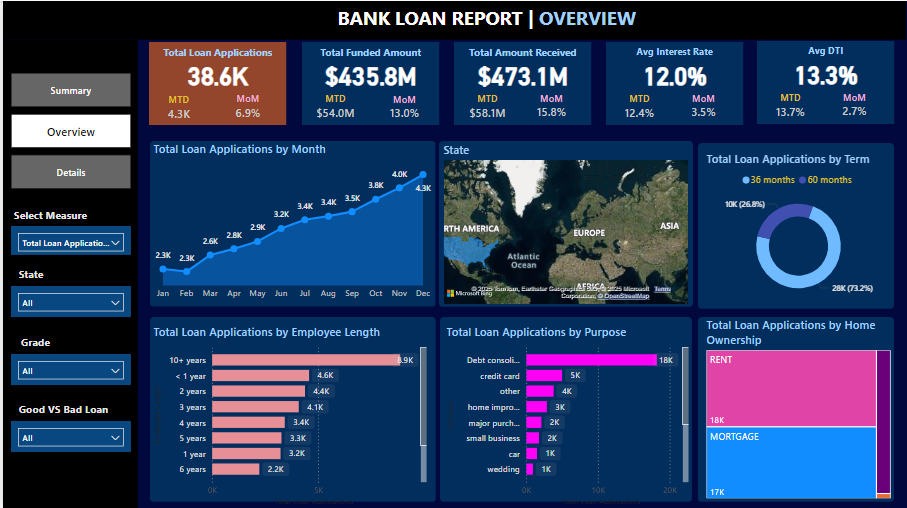 BANK LOAN REPORT | OVERVIEW
Summary
Overview
Details
Select Measure
Total Loan Applicatio...
State
All
Grade
All
Good VS Bad Loan
All
Total Loan Applications
38.6K
MTD MoM
4.3K 6.9%
Total Funded Amount
$435.8M
MTD MoM
$54.0M 13.0%
Total Amount Received
$473.1M
MTD MoM
$58.1M 15.8%
Avg Interest Rate
12.0%
MTD MoM
12.4% 3.5%
Avg DTI
13.3%
MTD MoM
13.7% 2.7%
Total Loan Applications by Month
2.3K 2.3K 2.6K 2.8K 2.9K 3.2K 3.4K 3.4K 3.5K 3.8K 4.0K 4.3K
Jan Feb Mar Apr May Jun Jul Aug Sep Oct Nov Dec
State
RTH AMERICA
EUROPE
ASIA
Atlantic
Ocean
AFRICA
Microsoft Bing
© 2025 TomTom, Earthstar Geographics SIO, © 2025 Microsoft
Corporation, © OpenStreetMap
Terms
Total Loan Applications by Term
36 months 60 months
10K (26.8%)
28K (73.2%)
Total Loan Applications by Employee Length
10+ years 8.9K
< 1 year 4.6K
2 years 4.4K
3 years 4.1K
4 years 3.4K
5 years 3.3K
1 year 3.2K
6 years 2.2K
0K 5K
Total Loan Applications by Purpose
Debt consoli... 18K
credit card 5K
other 4K
home impro... 3K
major purch... 2K
small business 2K
car 1K
wedding 1K
0K 10K 20K
Total Loan Applications by Home
Ownership
RENT
18K
MORTGAGE
17K